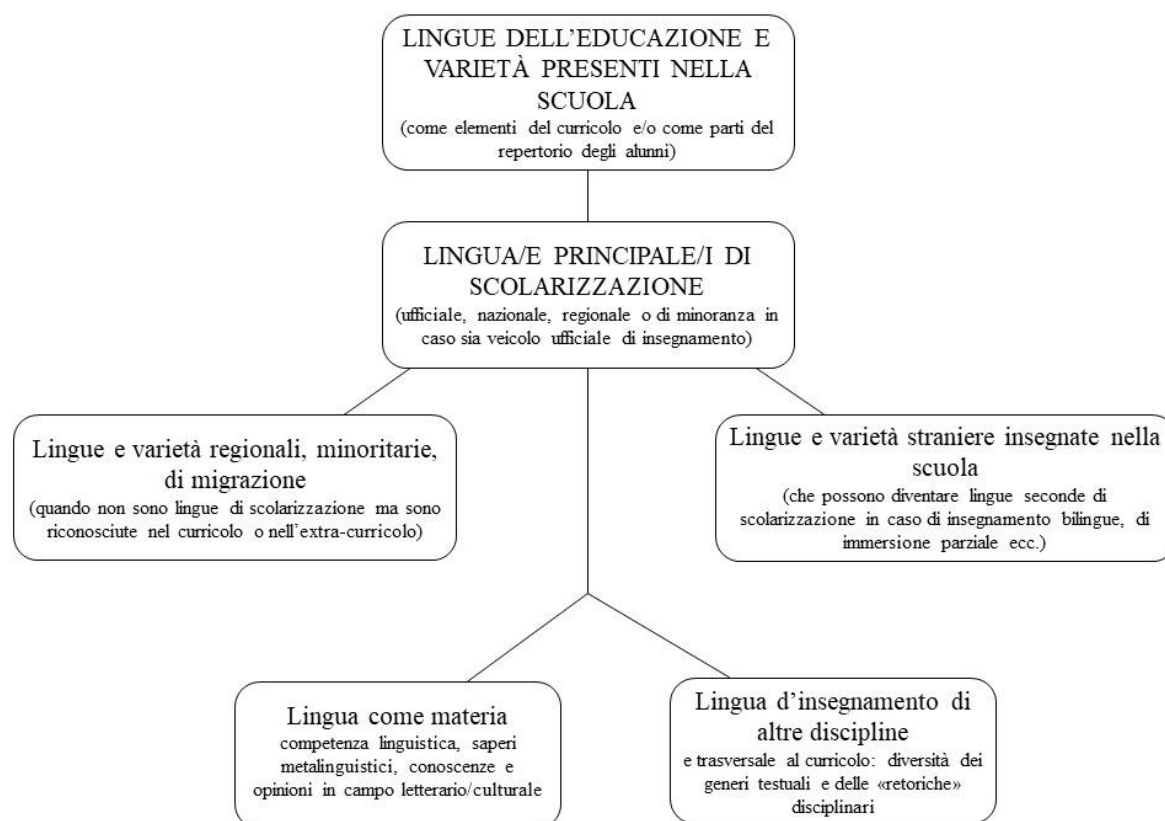 LINGUE DELL’EDUCAZIONE E
VARIETÀ PRESENTI NELLA
SCUOLA
(come elementi del curricolo e/o come parti del
repertorio degli alunni)
LINGUA/E PRINCIPALE/I DI
SCOLARIZZAZIONE
(ufficiale, nazionale, regionale o di minoranza in
caso sia veicolo ufficiale di insegnamento)
Lingue e varietà regionali, minoritarie,
di migrazione
(quando non sono lingue di scolarizzazione ma sono
riconosciute nel curricolo o nell’extra-curricolo)
Lingue e varietà straniere insegnate nella
scuola
(che possono diventare lingue seconde di
scolarizzazione in caso di insegnamento bilingue, di
immersione parziale ecc.)
Lingua come materia
competenza linguistica, saperi
metalinguistici, conoscenze e
opinioni in campo letterario/culturale
Lingua d’insegnamento di
altre discipline
e trasversale al curricolo: diversità dei
generi testuali e delle «retoriche»
disciplinari